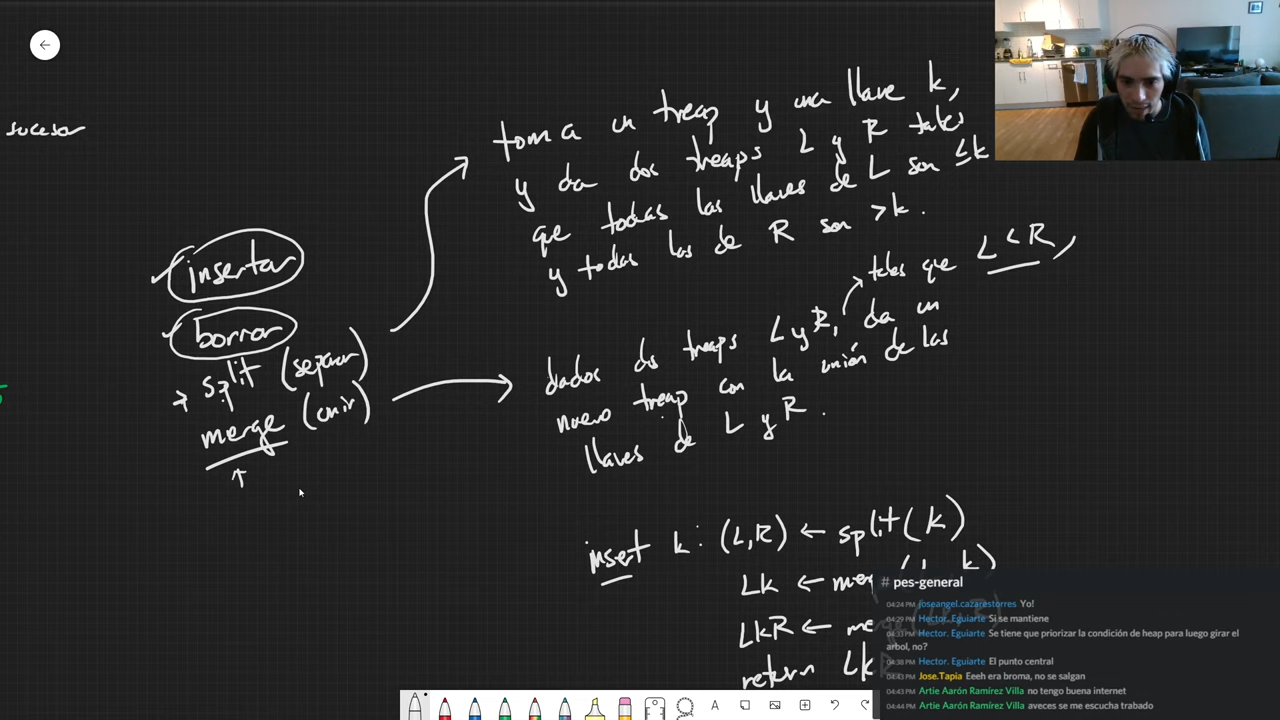 sucesor
toma un treap y una llave k,
y da dos treaps L y R tales
que todas las llaves de L son ≤k
y todas las de R son >k.
insertar
borrar
→ split (separar)
merge (unir)
↑
tales que L<R,
dados dos treaps L y R, da un
nuevo treap con la unión de las
llaves de L y R.
insert k: (L,R) ← split(k)
Lk ← mer
LkR ← me
return Lk
# pes-general
04:24 PM joseangel.cazarestorres Yo!
04:29 PM Hector. Eguiarte Si se mantiene
04:31 PM Hector. Eguiarte Se tiene que priorizar la condición de heap para luego girar el
arbol, no?
04:38 PM Hector. Eguiarte El punto central
04:43 PM Jose.Tapia Eeeh era broma, no se salgan
04:43 PM Artie Aarón Ramírez Villa no tengo buena internet
04:44 PM Artie Aarón Ramírez Villa aveces se me escucha trabado